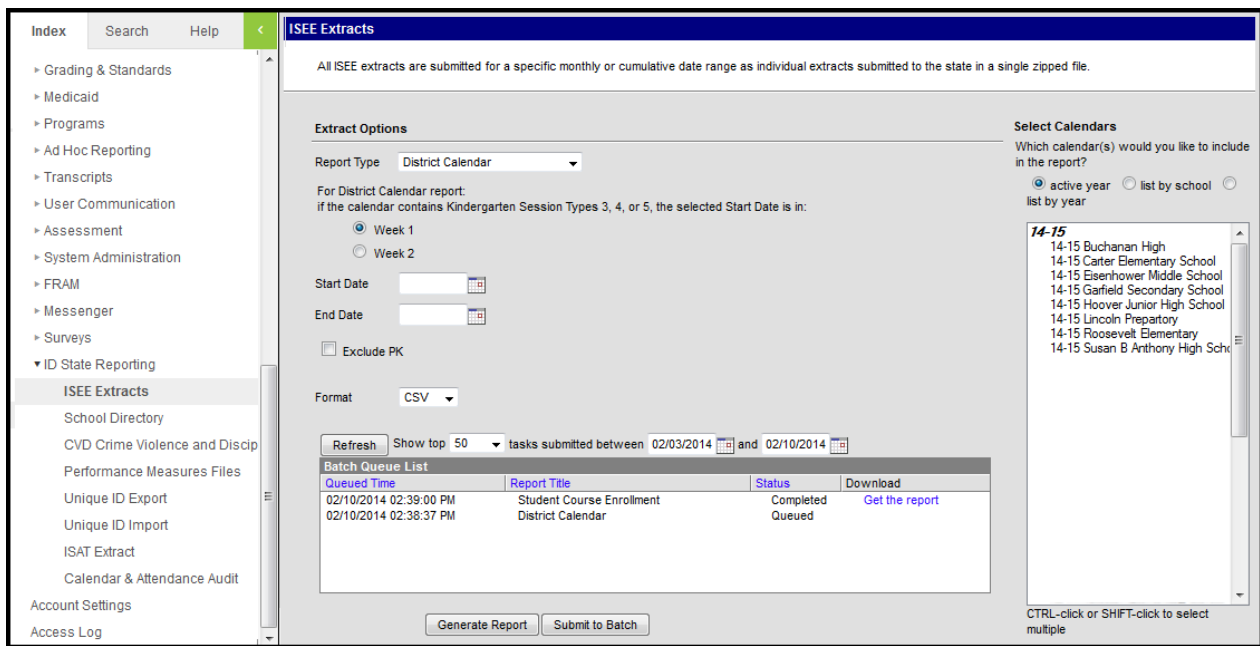 Index Search Help
Grading & Standards
Medicaid
Programs
Ad Hoc Reporting
Transcripts
User Communication
Assessment
System Administration
FRAM
Messenger
Surveys
ID State Reporting
ISEE Extracts
School Directory
CVD Crime Violence and Discip
Performance Measures Files
Unique ID Export
Unique ID Import
ISAT Extract
Calendar & Attendance Audit
Account Settings
Access Log
ISEE Extracts
All ISEE extracts are submitted for a specific monthly or cumulative date range as individual extracts submitted to the state in a single zipped file.
Extract Options
Report Type District Calendar
For District Calendar report:
if the calendar contains Kindergarten Session Types 3, 4, or 5, the selected Start Date is in:
Week 1
Week 2
Start Date
End Date
Exclude PK
Format CSV
Refresh Show top 50 tasks submitted between 02/03/2014 and 02/10/2014
Batch Queue List
Queued Time Report Title Status Download
02/10/2014 02:39:00 PM Student Course Enrollment Completed Get the report
02/10/2014 02:38:37 PM District Calendar Queued
Generate Report Submit to Batch
Select Calendars
Which calendar(s) would you like to include
in the report?
active year list by school
list by year
14-15
14-15 Buchanan High
14-15 Carter Elementary School
14-15 Eisenhower Middle School
14-15 Garfield Secondary School
14-15 Hoover Junior High School
14-15 Lincoln Prepartory
14-15 Roosevelt Elementary
14-15 Susan B Anthony High Scho
CTRL-click or SHIFT-click to select
multiple